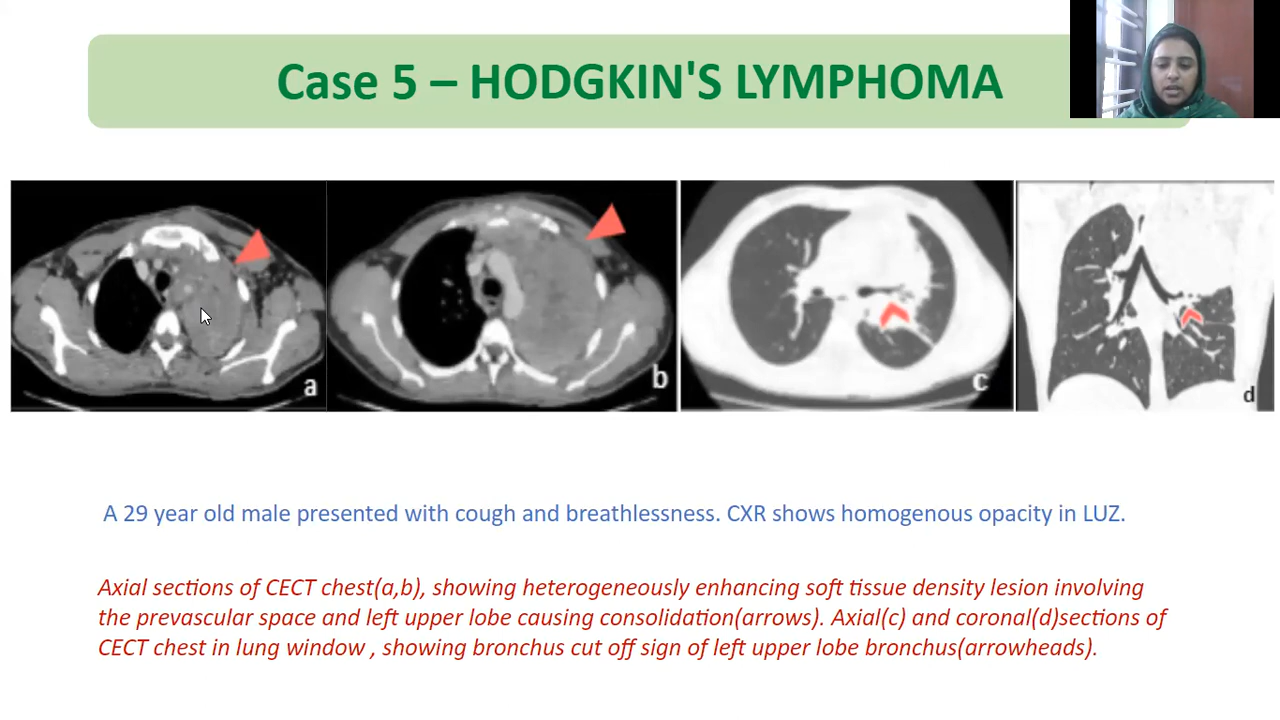 Case 5 – HODGKIN'S LYMPHOMA
a
b
c
d
A 29 year old male presented with cough and breathlessness. CXR shows homogenous opacity in LUZ.
Axial sections of CECT chest(a,b), showing heterogeneously enhancing soft tissue density lesion involving
the prevascular space and left upper lobe causing consolidation(arrows). Axial(c) and coronal(d)sections of
CECT chest in lung window , showing bronchus cut off sign of left upper lobe bronchus(arrowheads).